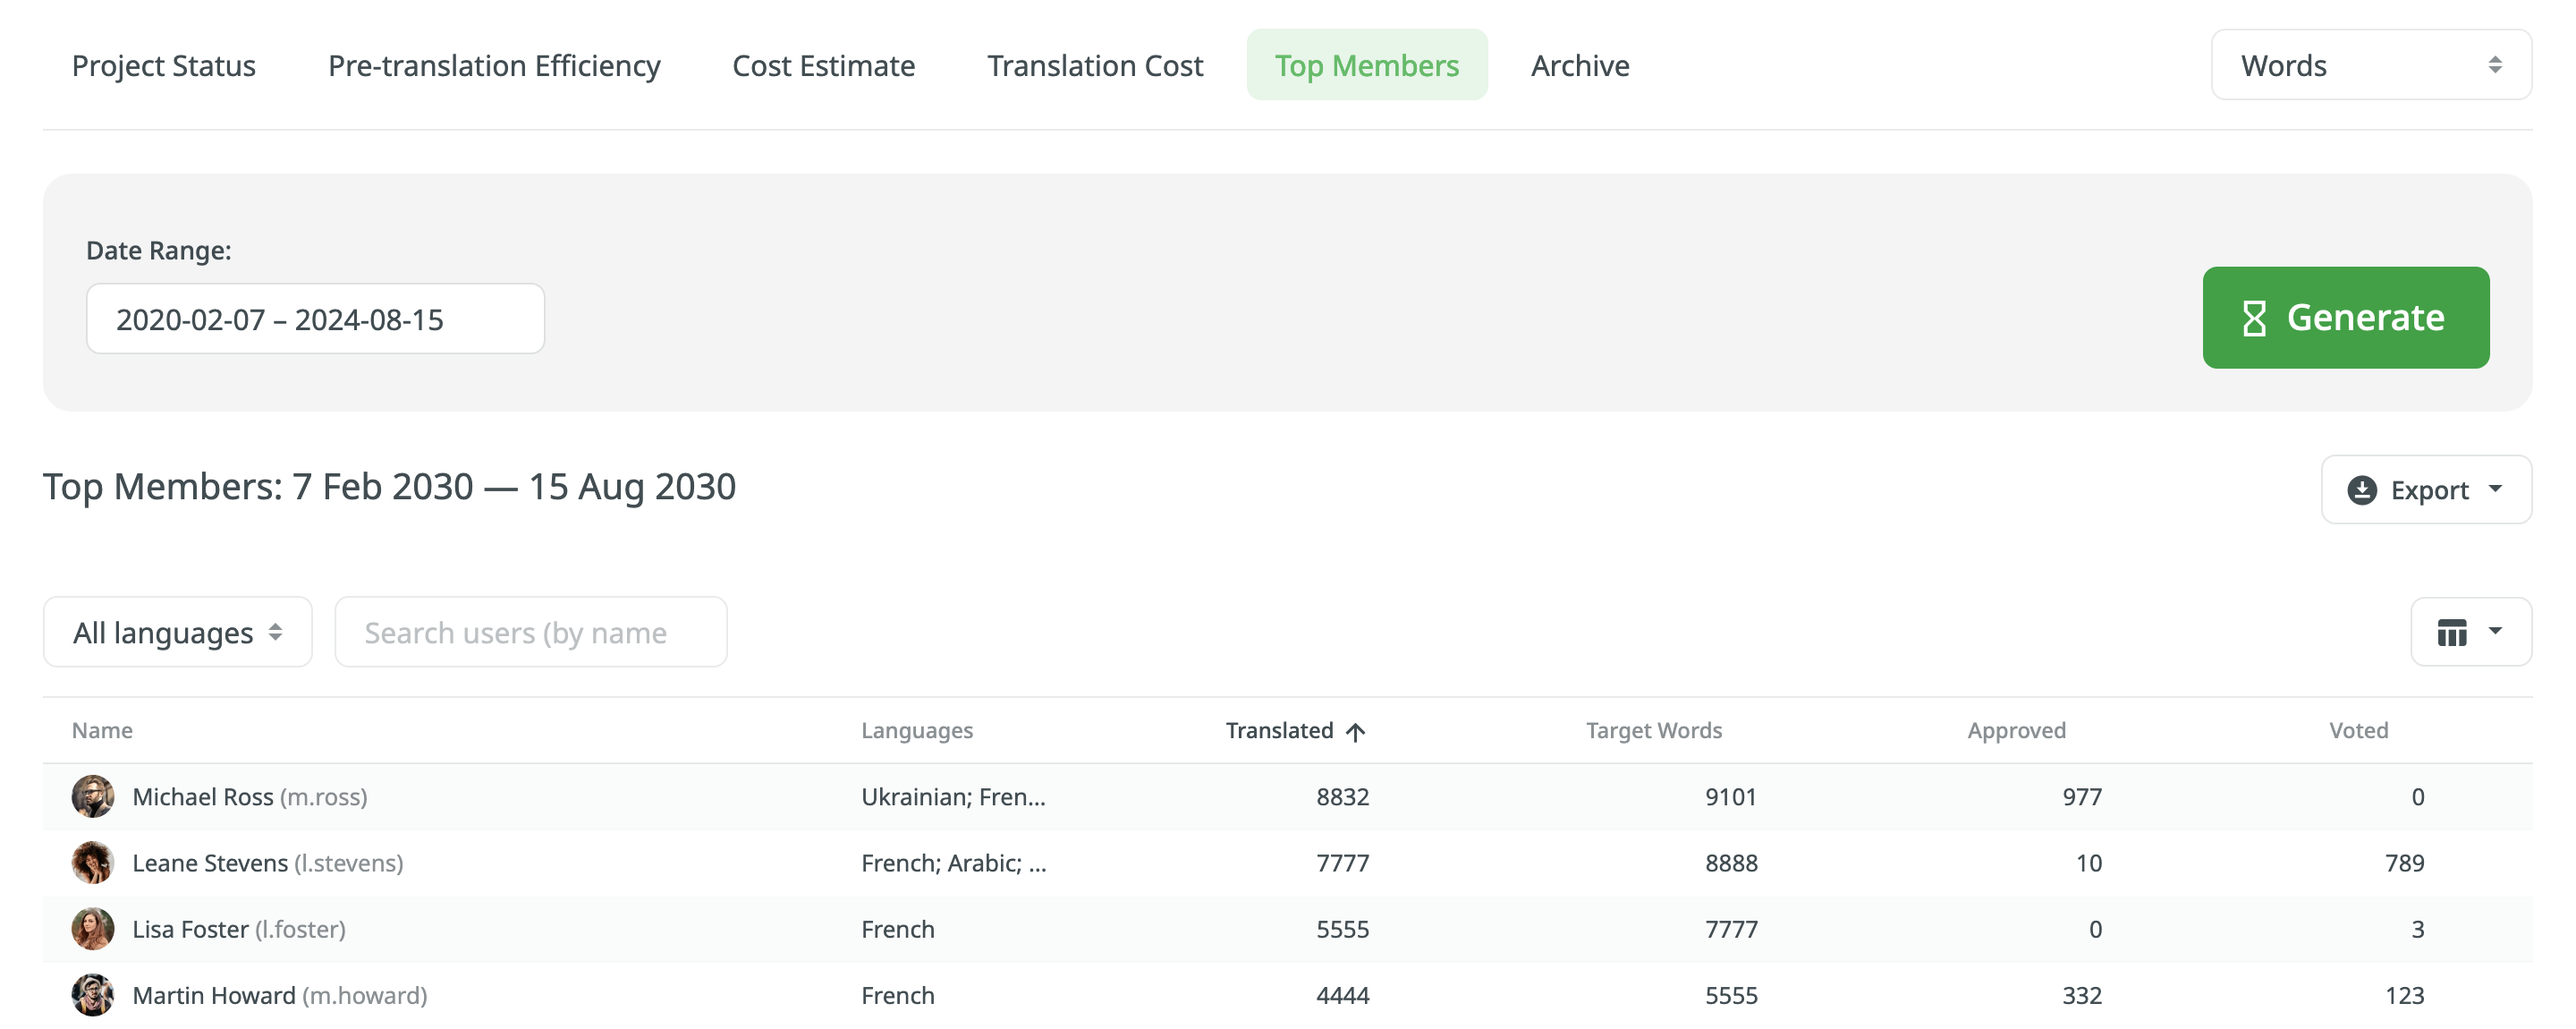 Project Status Pre-translation Efficiency Cost Estimate Translation Cost Top Members Archive Words
Date Range:
2020-02-07 – 2024-08-15
Generate
Top Members: 7 Feb 2030 — 15 Aug 2030
Export
All languages Search users (by name
Name Languages Translated Target Words Approved Voted
Michael Ross (m.ross) Ukrainian; Fren... 8832 9101 977 0
Leane Stevens (l.stevens) French; Arabic; ... 7777 8888 10 789
Lisa Foster (l.foster) French 5555 7777 0 3
Martin Howard (m.howard) French 4444 5555 332 123